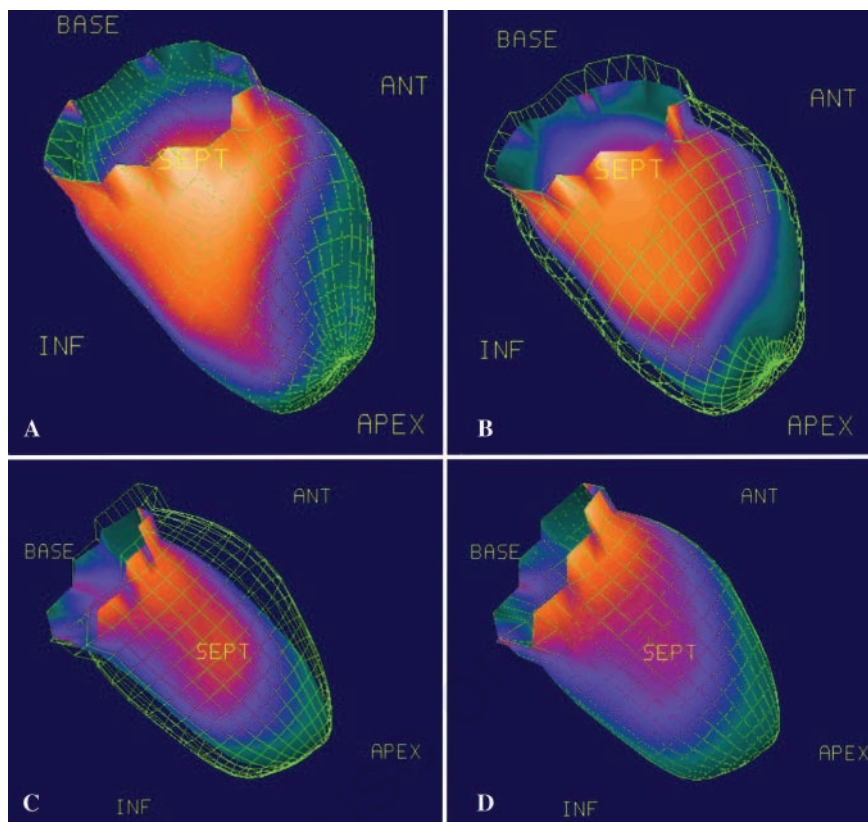 BASE
ANT
SEPT
INF
APEX
A
BASE
ANT
SEPT
INF
APEX
B
ANT
BASE
SEPT
APEX
INF
C
ANT
BASE
SEPT
APEX
INF
D